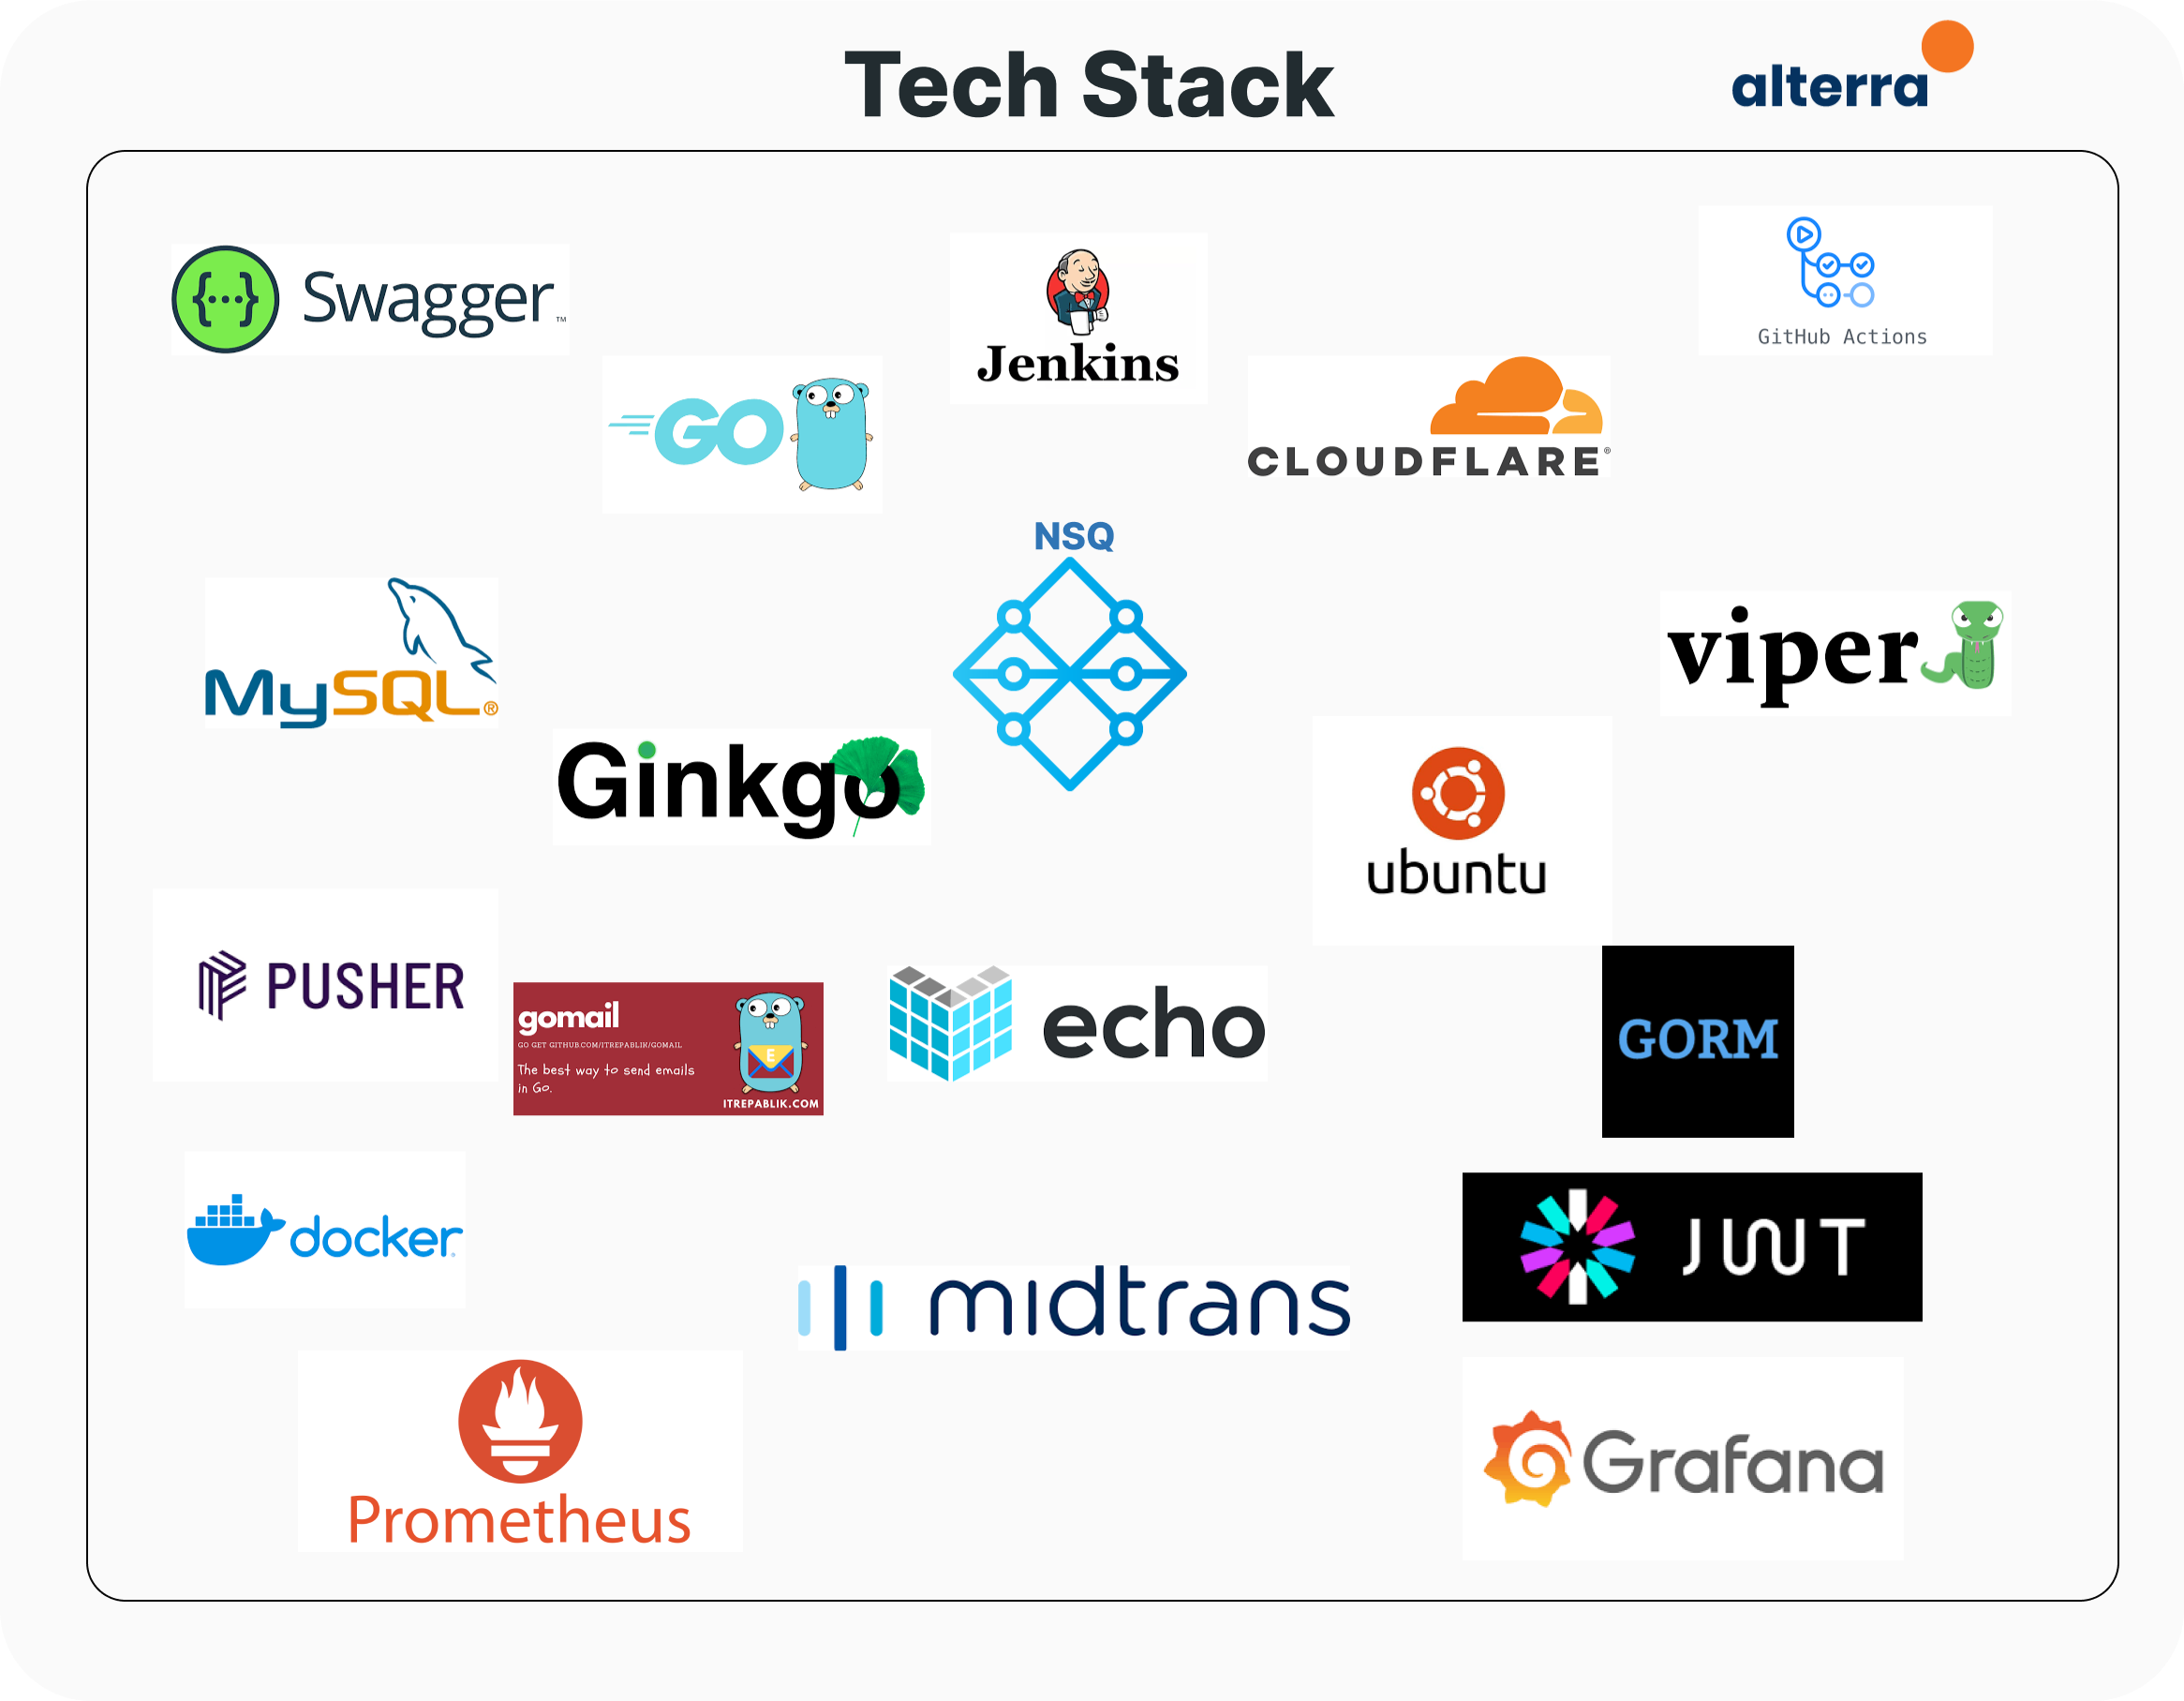 Tech Stack
alterra
Swagger™
Jenkins
GitHub Actions
GO
CLOUDFLARE®
NSQ
MySQL®
viper
Ginkgo
ubuntu
PUSHER
gomail
GO GET GITHUB.COM/ITREPABLIK/GOMAIL
The best way to send emails
in Go.
E
ITREPABLIK.COM
echo
GORM
docker
JWT
midtrans
Prometheus
Grafana